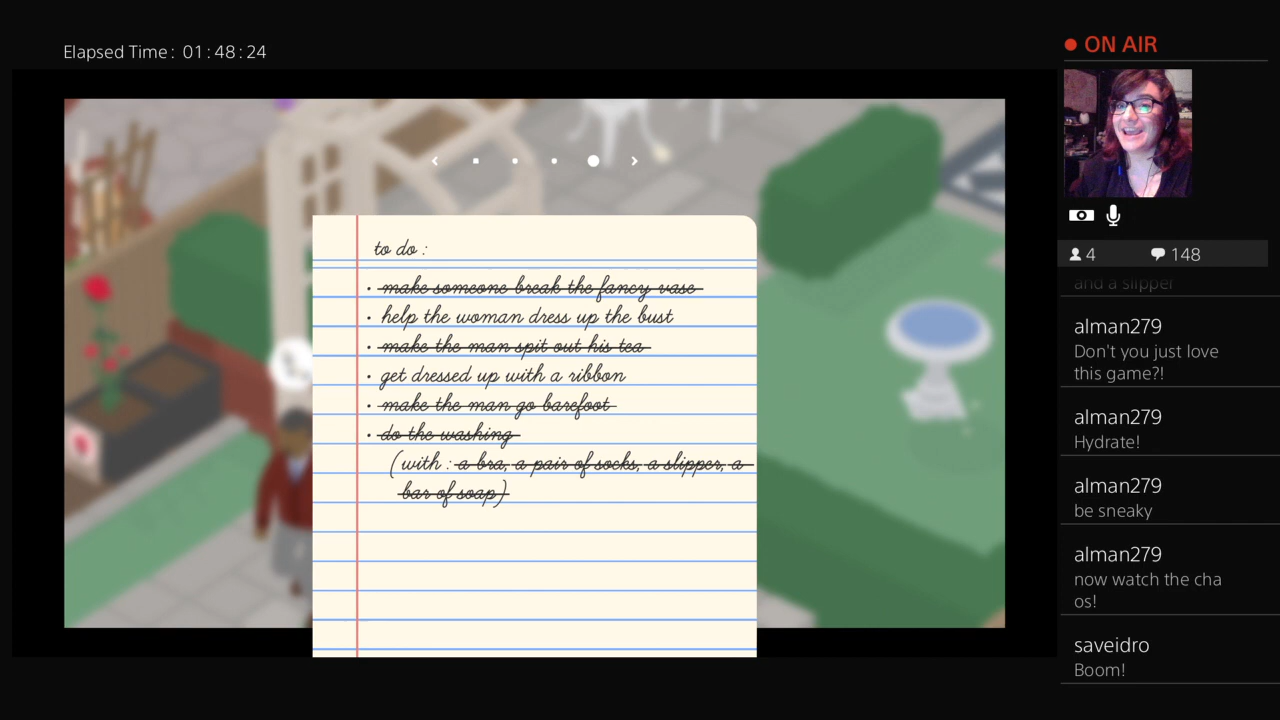 Elapsed Time: 01:48:24
ON AIR
4
148
and a slipper
alman279
Don't you just love
this game?!
alman279
Hydrate!
alman279
be sneaky
alman279
now watch the cha
os!
saveidro
Boom!
to do:
• make someone break the fancy vase
• help the woman dress up the bust
• make the man spit out his tea
• get dressed up with a ribbon
• make the man go barefoot
• do the washing
(with: a bra, a pair of socks, a slipper, a
bar of soap)